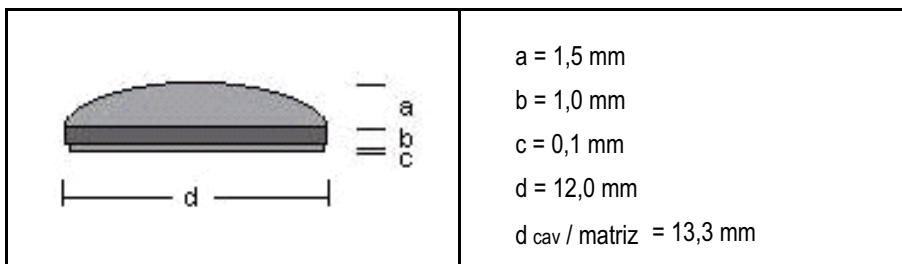 a
b
c
d
a = 1,5 mm
b = 1,0 mm
c = 0,1 mm
d = 12,0 mm
d cav / matriz = 13,3 mm